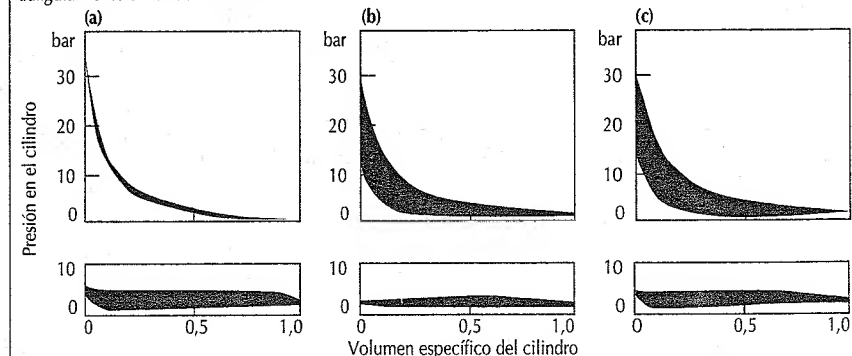 (a) (b) (c)
bar bar bar
30 30 30
20 20 20
10 10 10
0 0 0
Presión en el cilindro
10 10 10
0 0 0
0 0,5 1,0 0 0,5 1,0 0 0,5 1,0
Volumen específico del cilindro